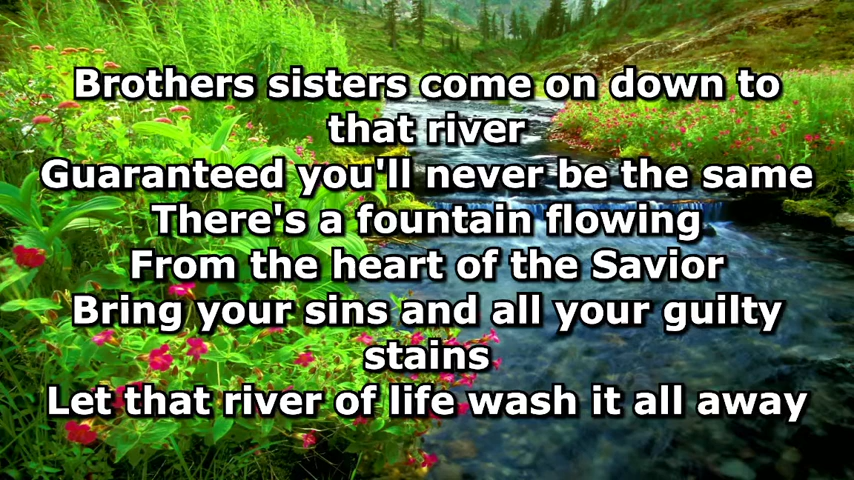 Brothers sisters come on down to
that river
Guaranteed you'll never be the same
There's a fountain flowing
From the heart of the Savior
Bring your sins and all your guilty
stains
Let that river of life wash it all away